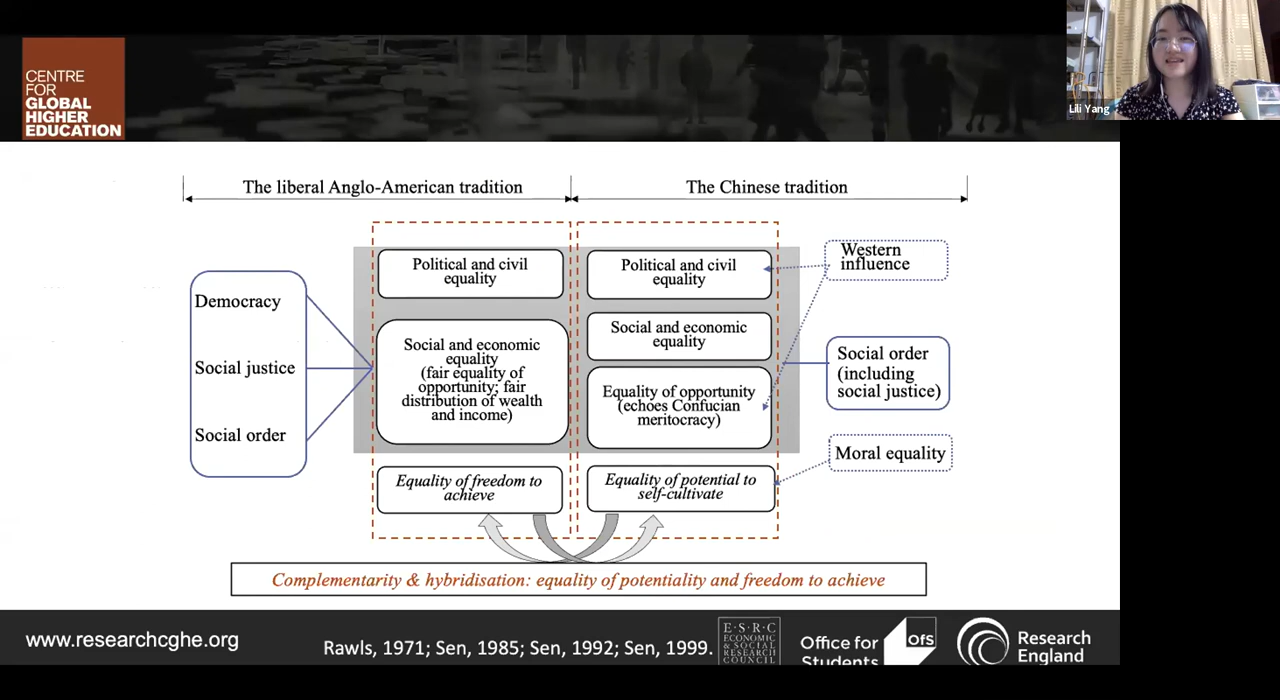 CENTRE
FOR
GLOBAL
HIGHER
EDUCATION
Lili Yang
The liberal Anglo-American tradition
The Chinese tradition
Democracy
Social justice
Social order
Political and civil
equality
Social and economic
equality
(fair equality of
opportunity; fair
distribution of wealth
and income)
Equality of freedom to
achieve
Political and civil
equality
Social and economic
equality
Equality of opportunity
(echoes Confucian
meritocracy)
Equality of potential to
self-cultivate
Western
influence
Social order
(including
social justice)
Moral equality
Complementarity & hybridisation: equality of potentiality and freedom to achieve
www.researchcghe.org
Rawls, 1971; Sen, 1985; Sen, 1992; Sen, 1999.
E·S·R·C
ECONOMIC
& SOCIAL
RESEARCH
COUNCIL
Office for
Students
OfS
Research
England